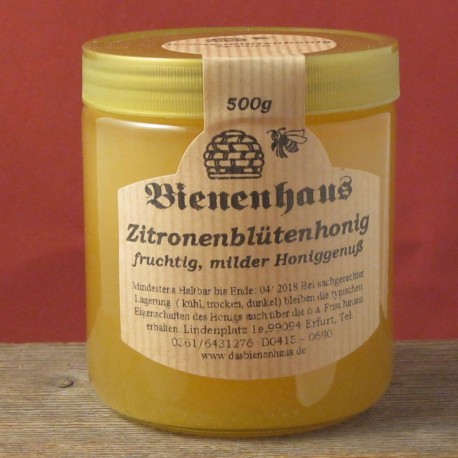 500g
Bienenhaus
Zitronenblütenhonig
fruchtig, milder Honiggenuß
Mindestens Haltbar bis Ende: 04/ 2018 Bei sachgerechter
Lagerung ( kühl, trocken, dunkel) bleiben die typischen
Eigenschaften des Honigs auch über die o.a. Frist hinaus
erhalten. Lindenplatz 1e,99094 Erfurt, Tel.
0361/6431276 D0415 - 0690
www.dasbienenhaus.de